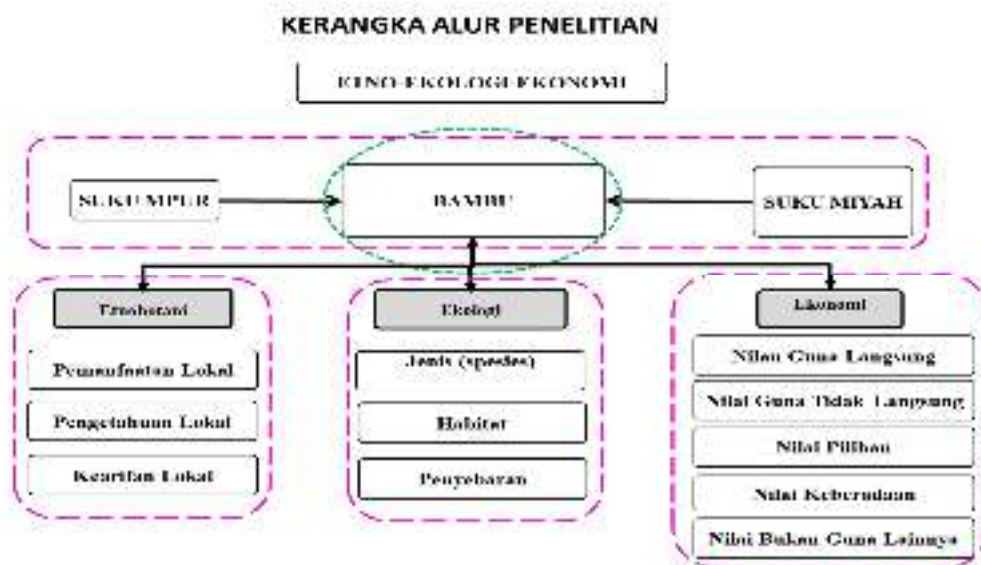 KERANGKA ALUR PENELITIAN
ETNO-EKOLOGI-EKONOMI
SUKU MPUR
BAMBU
SUKU MIYAH
Etnobotani
Ekologi
Ekonomi
Pemanfaatan Lokal
Pengetahuan Lokal
Kearifan Lokal
Jenis (spesies)
Habitat
Penyebaran
Nilai Guna Langsung
Nilai Guna Tidak Langsung
Nilai Pilihan
Nilai Keberadaan
Nilai Bukan Guna Lainnya